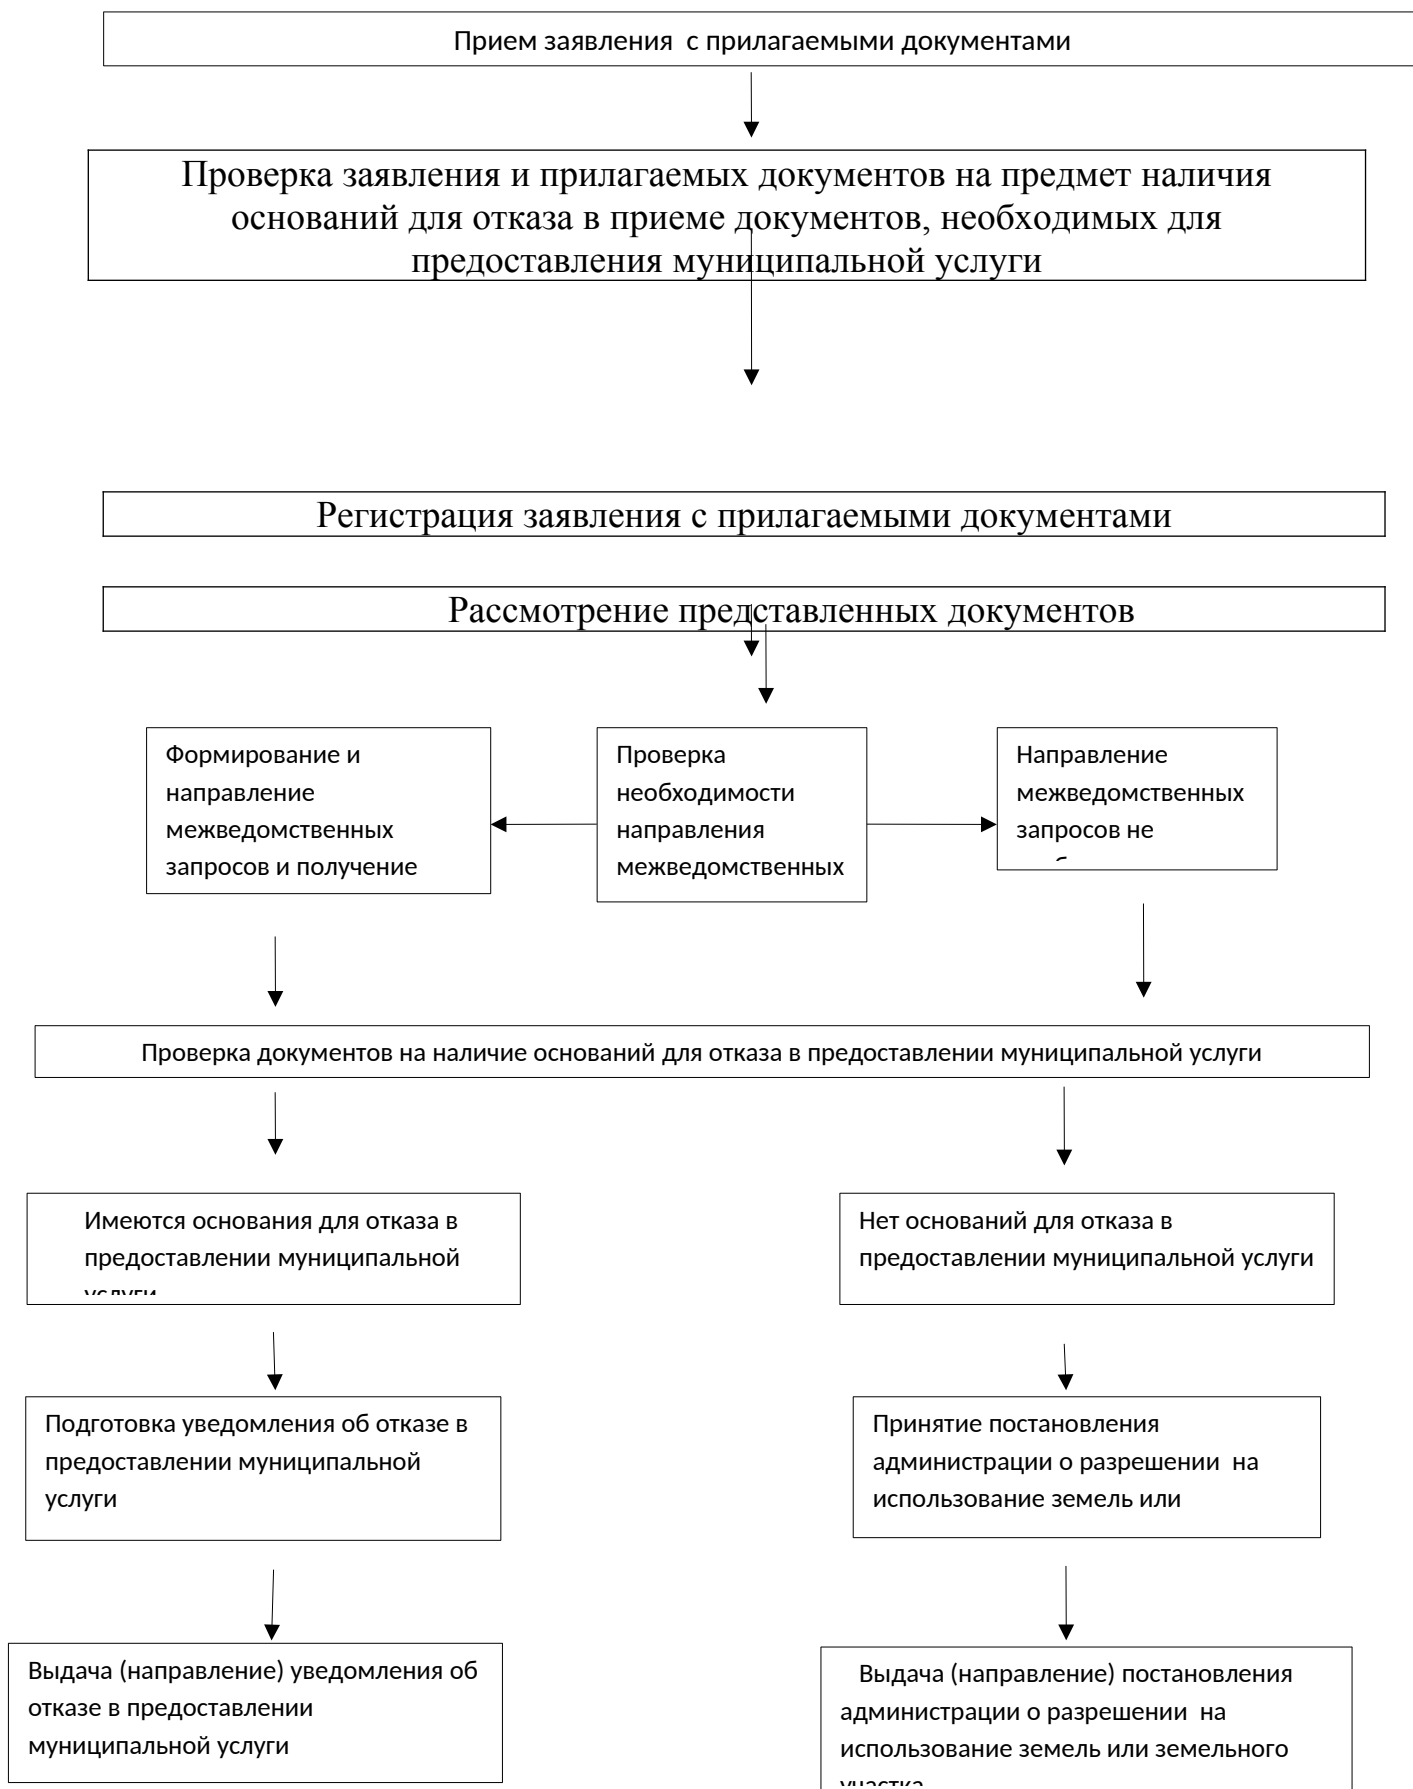 Прием заявления  с прилагаемыми документами
Проверка заявления и прилагаемых документов на предмет наличия
оснований для отказа в приеме документов, необходимых для
предоставления муниципальной услуги
Регистрация заявления с прилагаемыми документами
Рассмотрение представленных документов
Формирование и
направление
межведомственных
запросов и получение
Проверка
необходимости
направления
межведомственных
Направление
межведомственных
запросов не
Проверка документов на наличие оснований для отказа в предоставлении муниципальной услуги
Имеются основания для отказа в
предоставлении муниципальной
услуги
Нет оснований для отказа в
предоставлении муниципальной услуги
Подготовка уведомления об отказе в
предоставлении муниципальной
услуги
Принятие постановления
администрации о разрешении  на
использование земель или
Выдача (направление) уведомления об
отказе в предоставлении
муниципальной услуги
Выдача (направление) постановления
администрации о разрешении  на
использование земель или земельного
участка